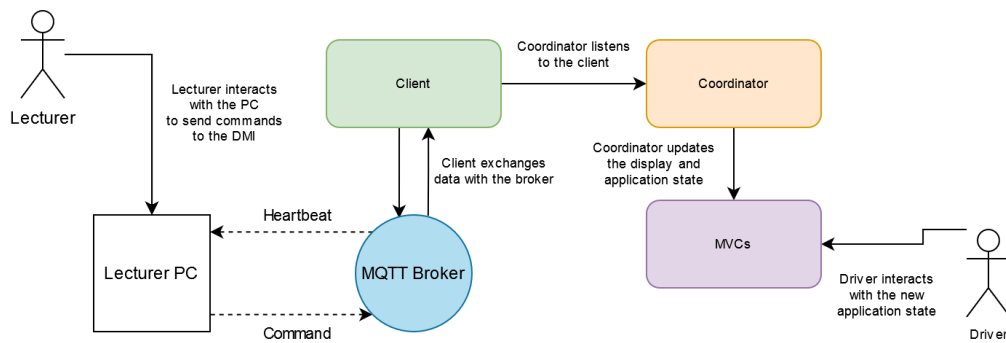 Lecturer
Lecturer interacts
with the PC
to send commands
to the DMI
Client
Coordinator listens
to the client
Coordinator
Client exchanges
data with the broker
Coordinator updates
the display and
application state
Heartbeat
Lecturer PC
MQTT Broker
Command
MVCs
Driver interacts
with the new
application state
Driver